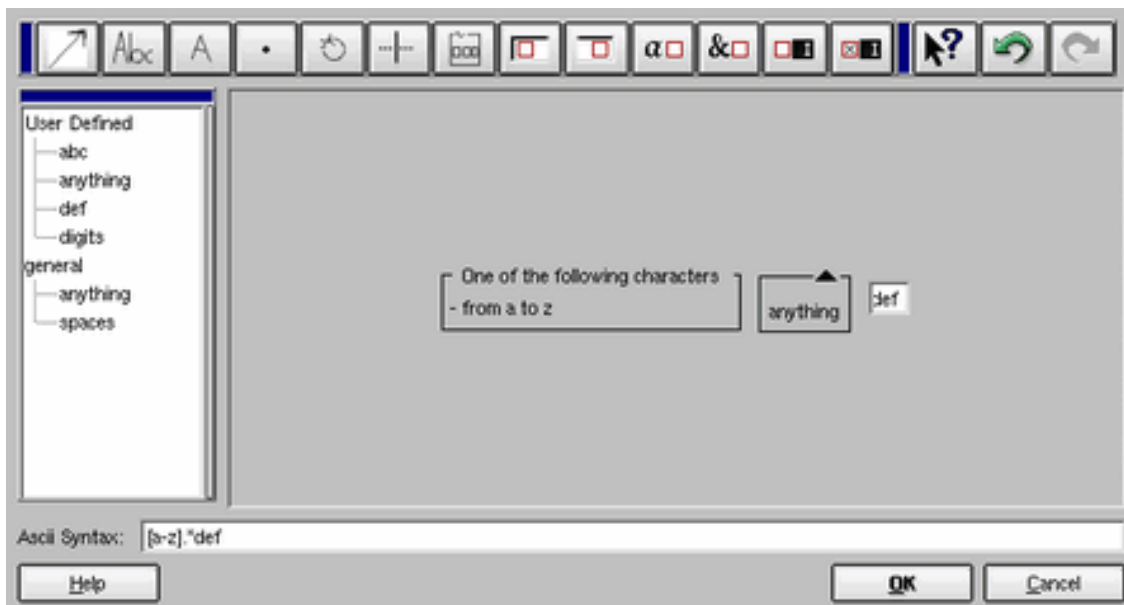 Abc A
a &
?
User Defined
abc
anything
def
digits
general
anything
spaces
One of the following characters
- from a to z
anything
def
Ascii Syntax: [a-z].*def
Help OK Cancel